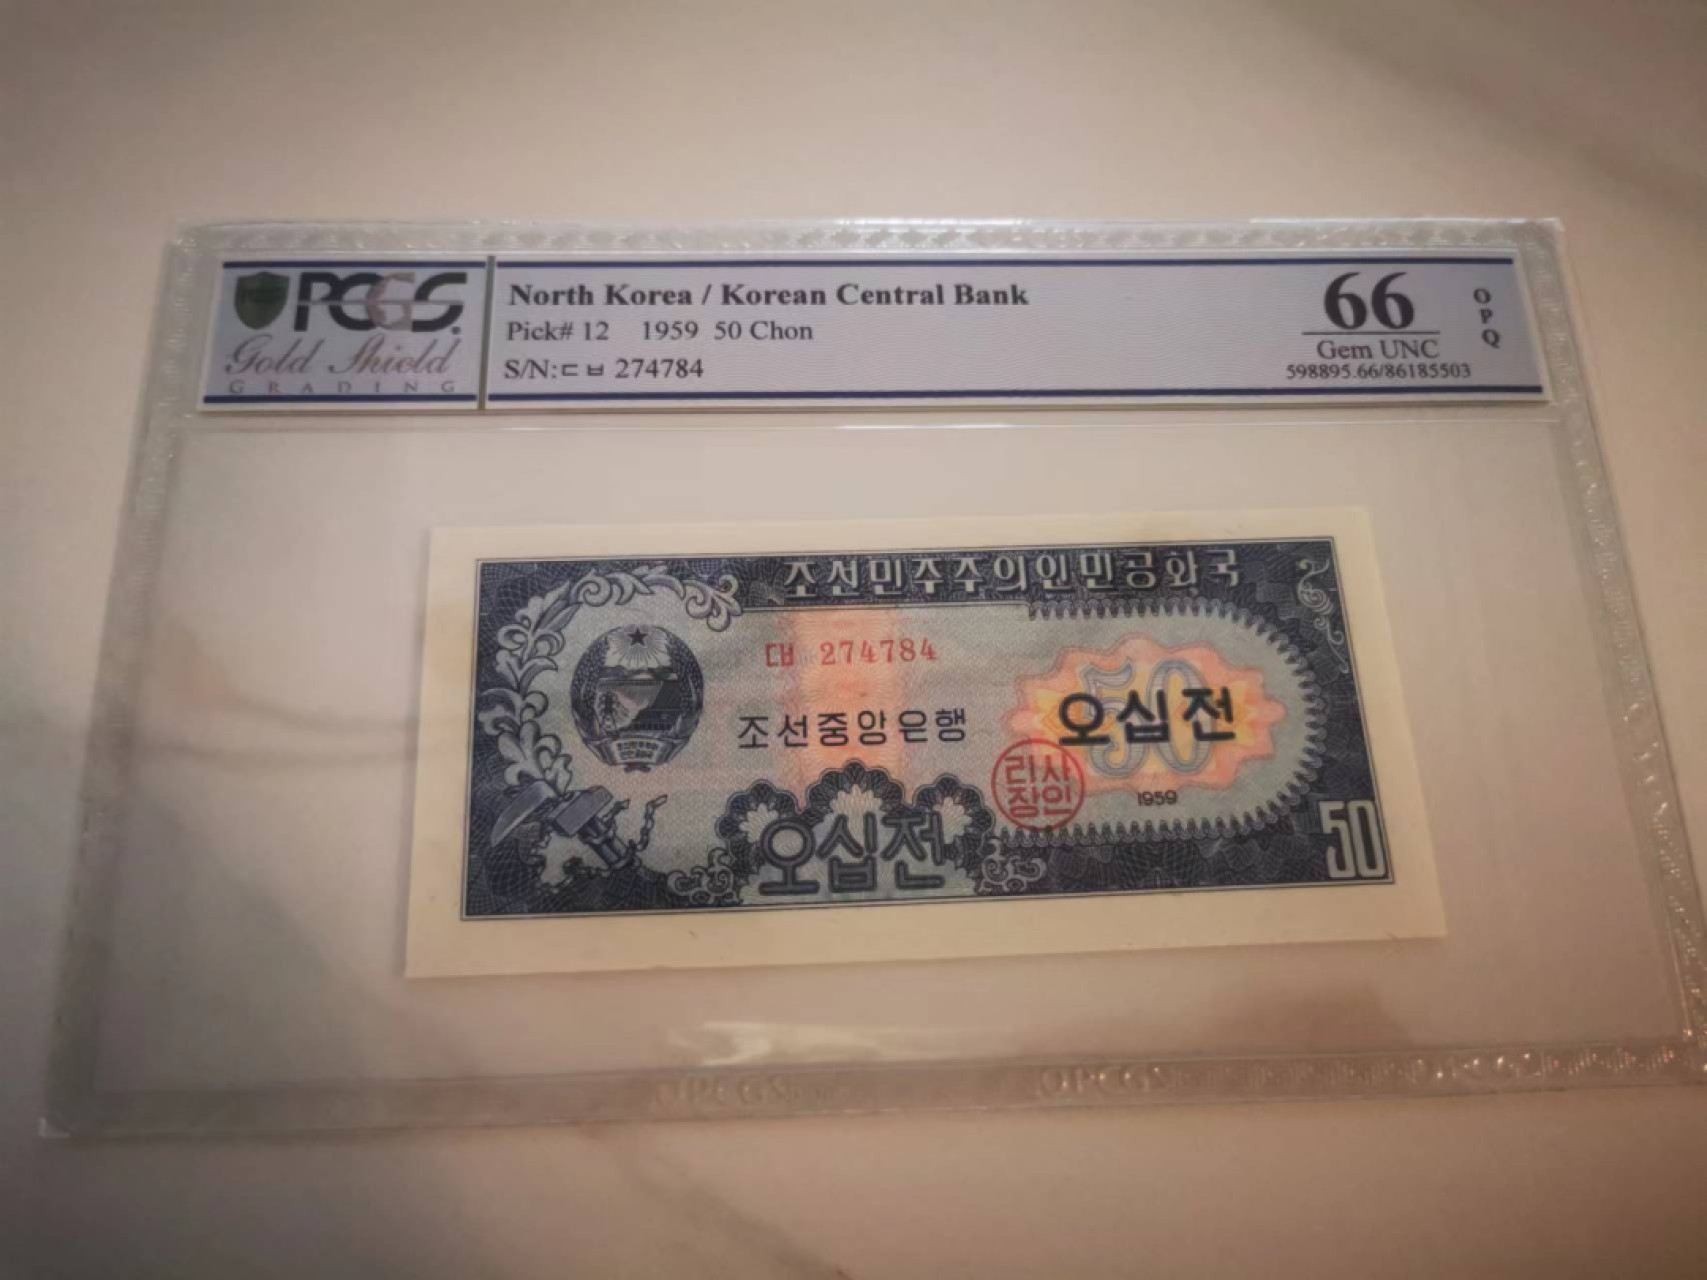 PCGS
Gold Shield
GRADING
North Korea / Korean Central Bank
Pick# 12 1959 50 Chon
S/N:ㄷㅂ 274784
66
Gem UNC
598895.66/86185503
OPQ
조선민주주의인민공화국
ㄷㅂ 274784
조선중앙은행
50
오십전
리사
장인
1959
오십전
50
PCGS
PCGS